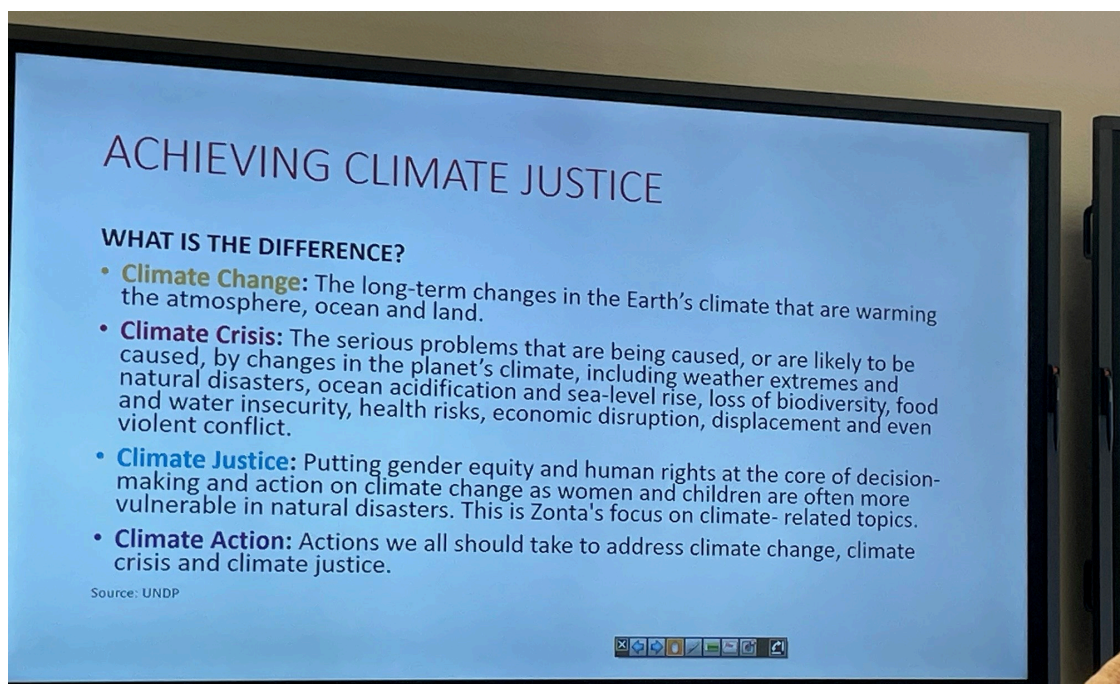 ACHIEVING CLIMATE JUSTICE
WHAT IS THE DIFFERENCE?
• Climate Change: The long-term changes in the Earth's climate that are warming
the atmosphere, ocean and land.
• Climate Crisis: The serious problems that are being caused, or are likely to be
caused, by changes in the planet's climate, including weather extremes and
natural disasters, ocean acidification and sea-level rise, loss of biodiversity, food
and water insecurity, health risks, economic disruption, displacement and even
violent conflict.
• Climate Justice: Putting gender equity and human rights at the core of decision-
making and action on climate change as women and children are often more
vulnerable in natural disasters. This is Zonta's focus on climate- related topics.
• Climate Action: Actions we all should take to address climate change, climate
crisis and climate justice.
Source: UNDP